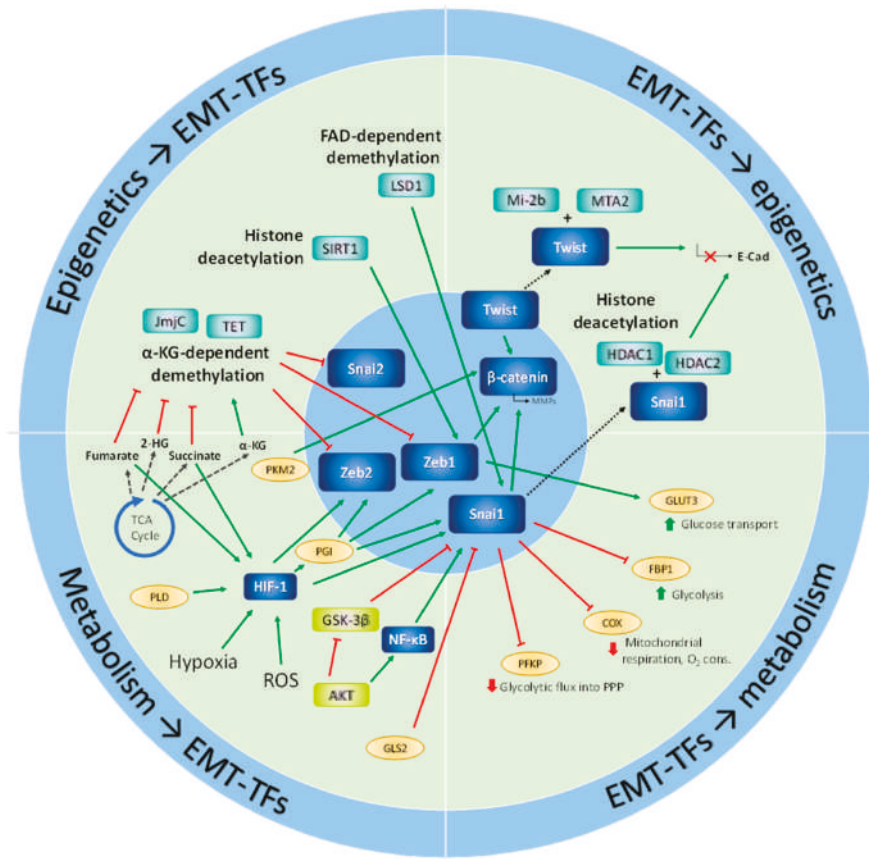 Epigenetics → EMT-TFs
EMT-TFs → epigenetics
FAD-dependent
demethylation
LSD1
Histone
deacetylation
SIRT1
JmjC
TET
α-KG-dependent
demethylation
Mi-2b
MTA2
+
Twist
E-Cad
Twist
Histone
deacetylation
HDAC1
HDAC2
+
Snai1
Snai2
β-catenin
MMPs
Fumarate
2-HG
Succinate
α-KG
PKM2
Zeb2
Zeb1
Snai1
TCA
Cycle
PGI
PLD
HIF-1
Hypoxia
ROS
GSK-3β
NF-κB
AKT
GLS2
GLUT3
Glucose transport
FBP1
Glycolysis
COX
Mitochondrial
respiration, O₂ cons.
PFKP
Glycolytic flux into PPP
Metabolism → EMT-TFs
EMT-TFs → metabolism